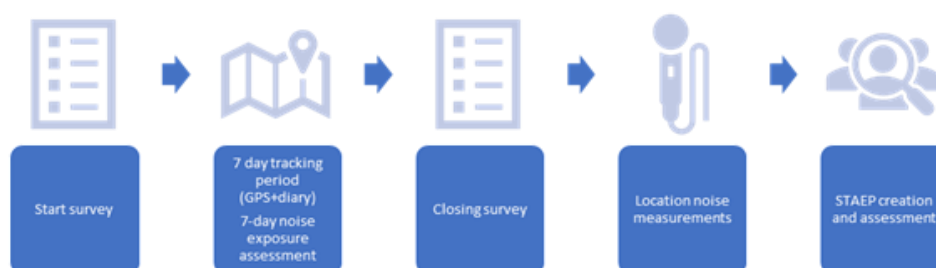 Start survey
7 day tracking
period
(GPS+diary)
7-day noise
exposure
assessment
Closing survey
Location noise
measurements
STAEP creation
and assessment